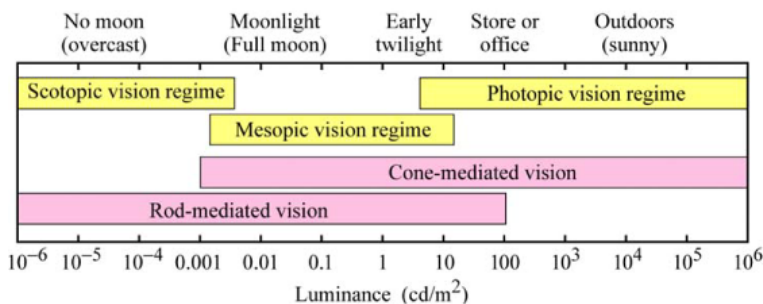 No moon (overcast) Moonlight (Full moon) Early twilight Store or office Outdoors (sunny)
Scotopic vision regime Photopic vision regime
Mesopic vision regime
Cone-mediated vision
Rod-mediated vision
10⁻⁶ 10⁻⁵ 10⁻⁴ 0.001 0.01 0.1 1 10 100 10³ 10⁴ 10⁵ 10⁶
Luminance (cd/m²)